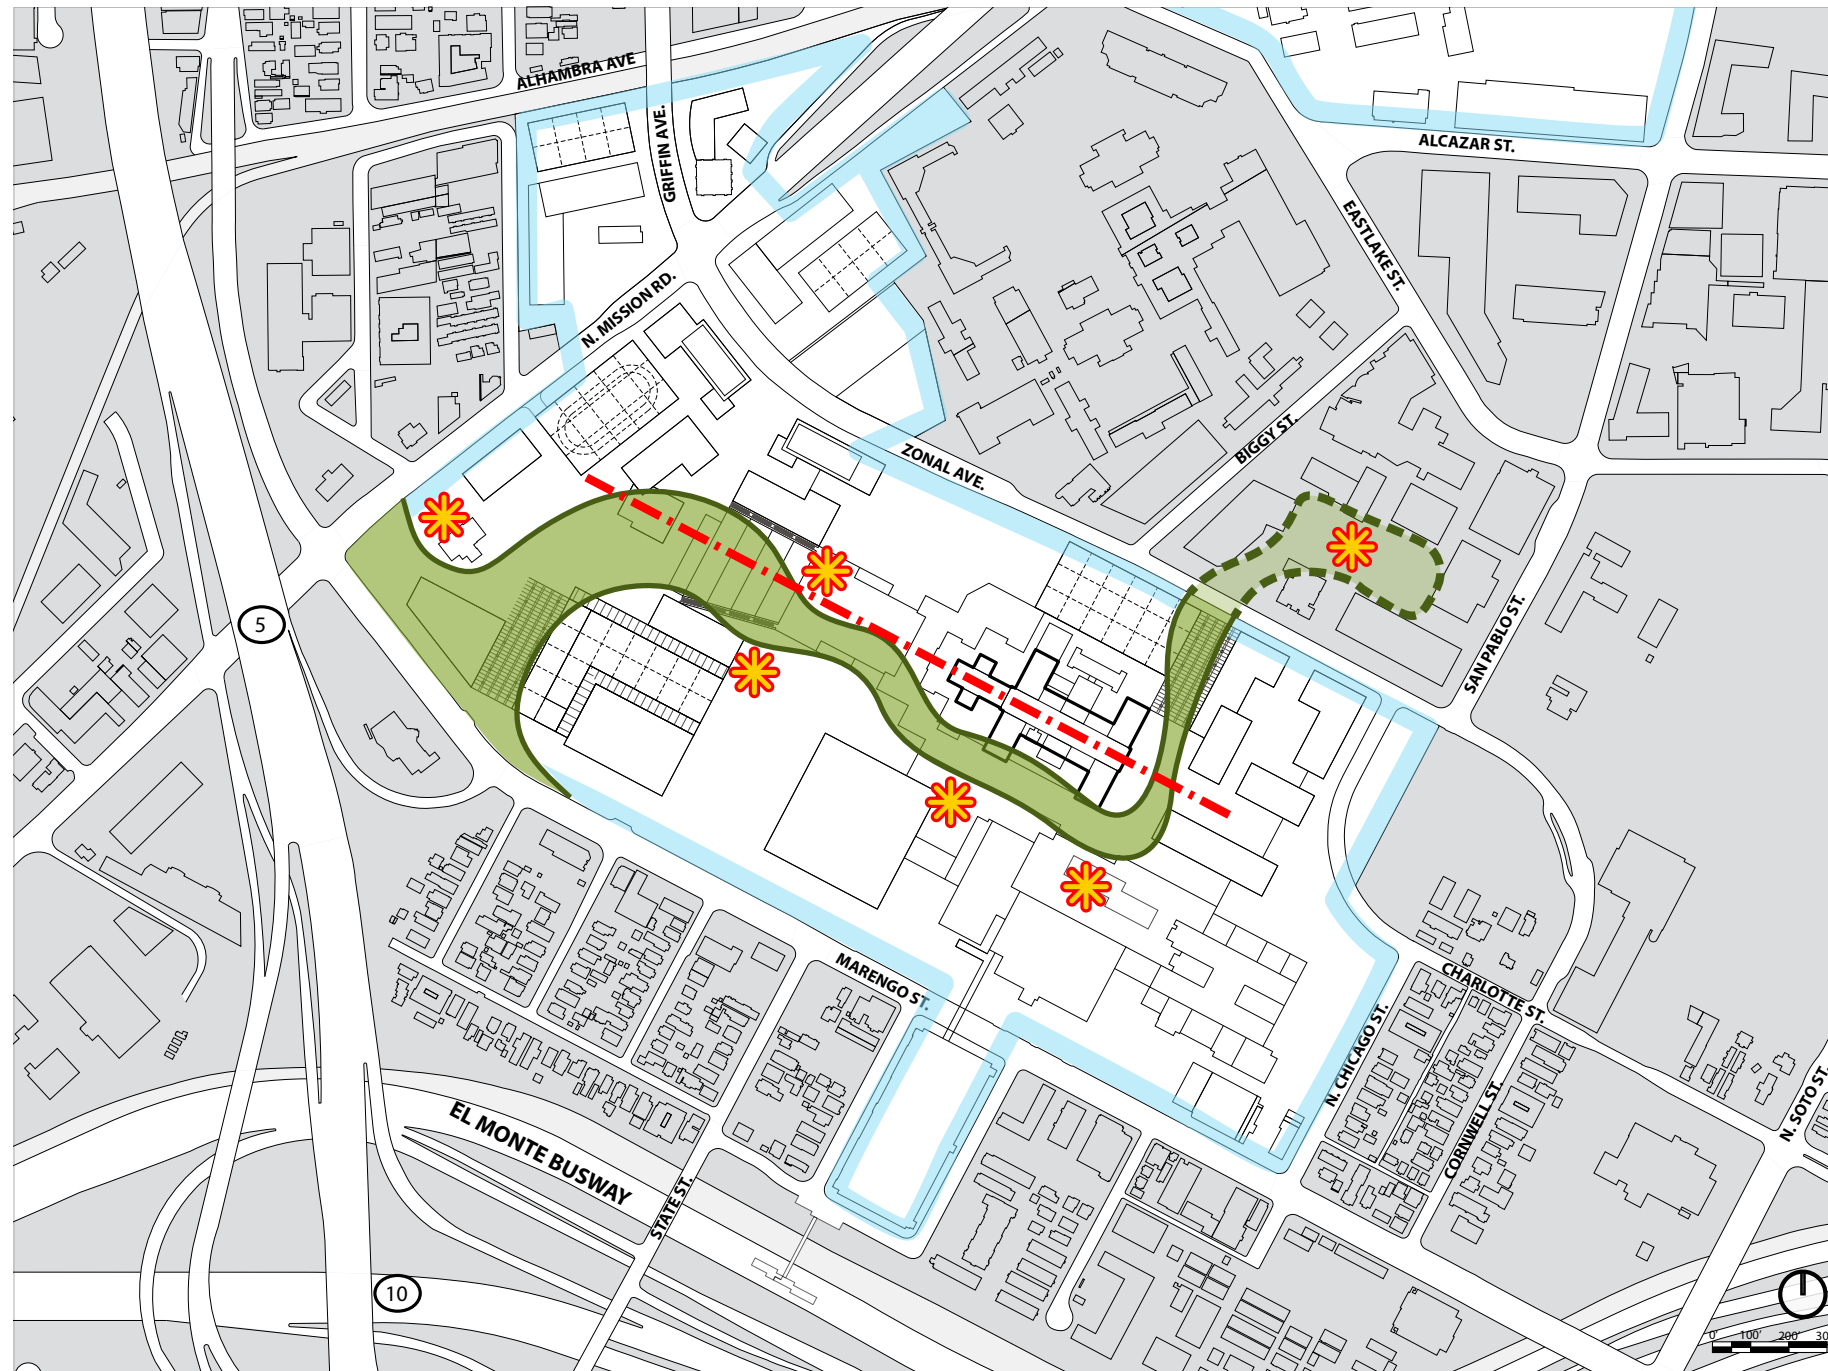 ALHAMBRA AVE
GRIFFIN AVE.
ALCAZAR ST.
EASTLAKE ST.
N. MISSION RD.
ZONAL AVE.
BIGGY ST.
SAN PABLO ST.
5
MARENGO ST.
CHARLOTTE ST.
N. CHICAGO ST.
CORNWELL ST.
N. SOTO ST.
EL MONTE BUSWAY
STATE ST.
10
0' 100' 200' 30